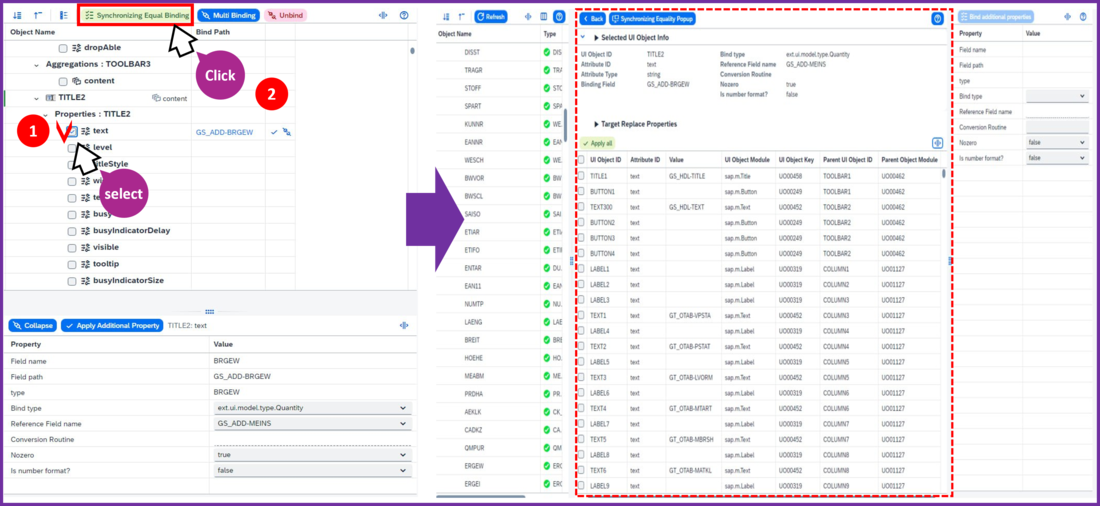 Synchronizing Equal Binding Multi Binding Unbind
Object Name Bind Path
dropAble
Aggregations : TOOLBAR3
Click
content
TITLE2 content
2
Properties : TITLE2
1
text GS_ADD-BRGEW
level
titleStyle
select
busy
busyIndicatorDelay
visible
tooltip
busyIndicatorSize
Collapse Apply Additional Property TITLE2: text
Property Value
Field name BRGEW
Field path GS_ADD-BRGEW
type BRGEW
Bind type ext.ui.model.type.Quantity
Reference Field name GS_ADD-MEINS
Conversion Routine
Nozero true
Is number format? false
Refresh
Object Name Type
DISST DIS
TRAGR TRA
STOFF STO
SPART SPA
KUNNR WE.
EANNR EAN
WESCH WE.
BWVOR BW
BWSCL BW
SAISO SAI
ETIAR ETI
ETIFO ETI
ENTAR DU.
EAN11 EAN
NUMTP NU.
LAENG LAE
BREIT BRE
HOEHE HO.
MEABM ME.
PRDHA PR.
AEKLK CK_
CADKZ CA.
QMPUR QM
ERGEW ERG
ERGEI ERG
Back Synchronizing Equality Popup
Selected UI Object Info
UI Object ID TITLE2 Bind type ext.ui.model.type.Quantity
Attribute ID text Reference Field name GS_ADD-MEINS
Attribute Type string Conversion Routine
Binding Field GS_ADD-BRGEW Nozero true
Is number format? false
Target Replace Properties
Apply all
UI Object ID Attribute ID Value UI Object Module UI Object Key Parent UI Object ID Parent Object Module
TITLE1 text GS_HDL-TITLE sap.m.Title UO00458 TOOLBAR1 UO00462
BUTTON1 text sap.m.Button UO00249 TOOLBAR1 UO00462
TEXT300 text GS_HDL-TEXT sap.m.Text UO00452 TOOLBAR2 UO00462
BUTTON2 text sap.m.Button UO00249 TOOLBAR2 UO00462
BUTTON3 text sap.m.Button UO00249 TOOLBAR2 UO00462
BUTTON4 text sap.m.Button UO00249 TOOLBAR2 UO00462
LABEL1 text sap.m.Label UO00319 COLUMN1 UO01127
LABEL2 text sap.m.Label UO00319 COLUMN2 UO01127
LABEL3 text sap.m.Label UO00319 COLUMN3 UO01127
TEXT1 text GT_OTAB-VPSTA sap.m.Text UO00452 COLUMN3 UO01127
LABEL4 text sap.m.Label UO00319 COLUMN4 UO01127
TEXT2 text GT_OTAB-PSTAT sap.m.Text UO00452 COLUMN4 UO01127
LABEL5 text sap.m.Label UO00319 COLUMN5 UO01127
TEXT3 text GT_OTAB-LVORM sap.m.Text UO00452 COLUMN5 UO01127
LABEL6 text sap.m.Label UO00319 COLUMN6 UO01127
TEXT4 text GT_OTAB-MTART sap.m.Text UO00452 COLUMN6 UO01127
LABEL7 text sap.m.Label UO00319 COLUMN7 UO01127
TEXT5 text GT_OTAB-MBRSH sap.m.Text UO00452 COLUMN7 UO01127
LABEL8 text sap.m.Label UO00319 COLUMN8 UO01127
TEXT6 text GT_OTAB-MATKL sap.m.Text UO00452 COLUMN8 UO01127
LABEL9 text sap.m.Label UO00319 COLUMN9 UO01127
Bind additional properties
Property Value
Field name
Field path
type
Bind type
Reference Field name
Conversion Routine
Nozero false
Is number format? false